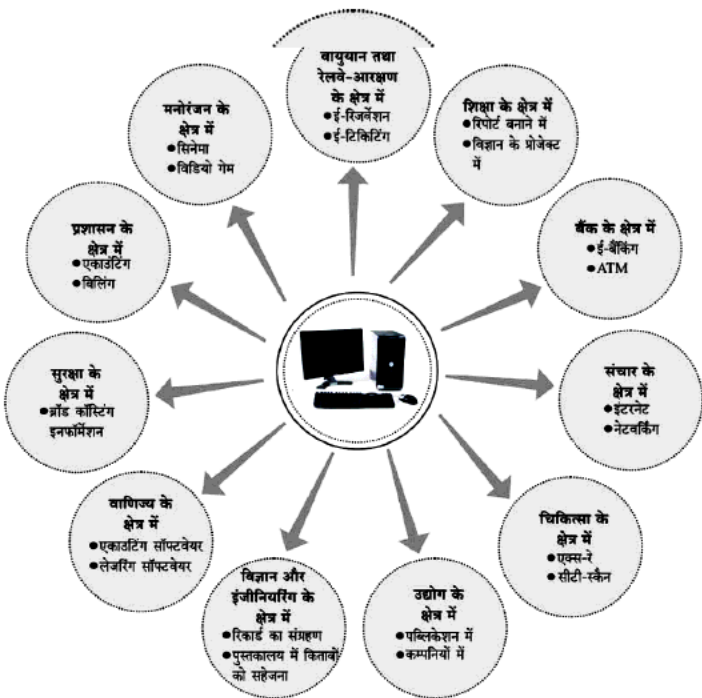 वायुयान तथा
रेलवे-आरक्षण
के क्षेत्र में
●ई-रिजर्वेशन
●ई-टिकिटिंग
शिक्षा के क्षेत्र में
●रिपोर्ट बनाने में
●विज्ञान के प्रोजेक्ट
में
बैंक के क्षेत्र में
●ई-बैंकिंग
●ATM
संचार के
क्षेत्र में
●इंटरनेट
●नेटवर्किंग
चिकित्सा के
क्षेत्र में
●एक्स-रे
●सीटी-स्कैन
उद्योग के
क्षेत्र में
●पब्लिकेशन में
●कम्पनियों में
विज्ञान और
इंजीनियरिंग के
क्षेत्र में
●रिकार्ड का संग्रहण
●पुस्तकालय में किताबों
को सहेजना
वाणिज्य के
क्षेत्र में
●एकाउटिंग सॉफ्टवेयर
●लेजरिंग सॉफ्टवेयर
सुरक्षा के
क्षेत्र में
●ब्रॉड कॉस्टिंग
इनफॉर्मेशन
प्रशासन के
क्षेत्र में
●एकाउंटिंग
●बिलिंग
मनोरंजन के
क्षेत्र में
●सिनेमा
●विडियो गेम